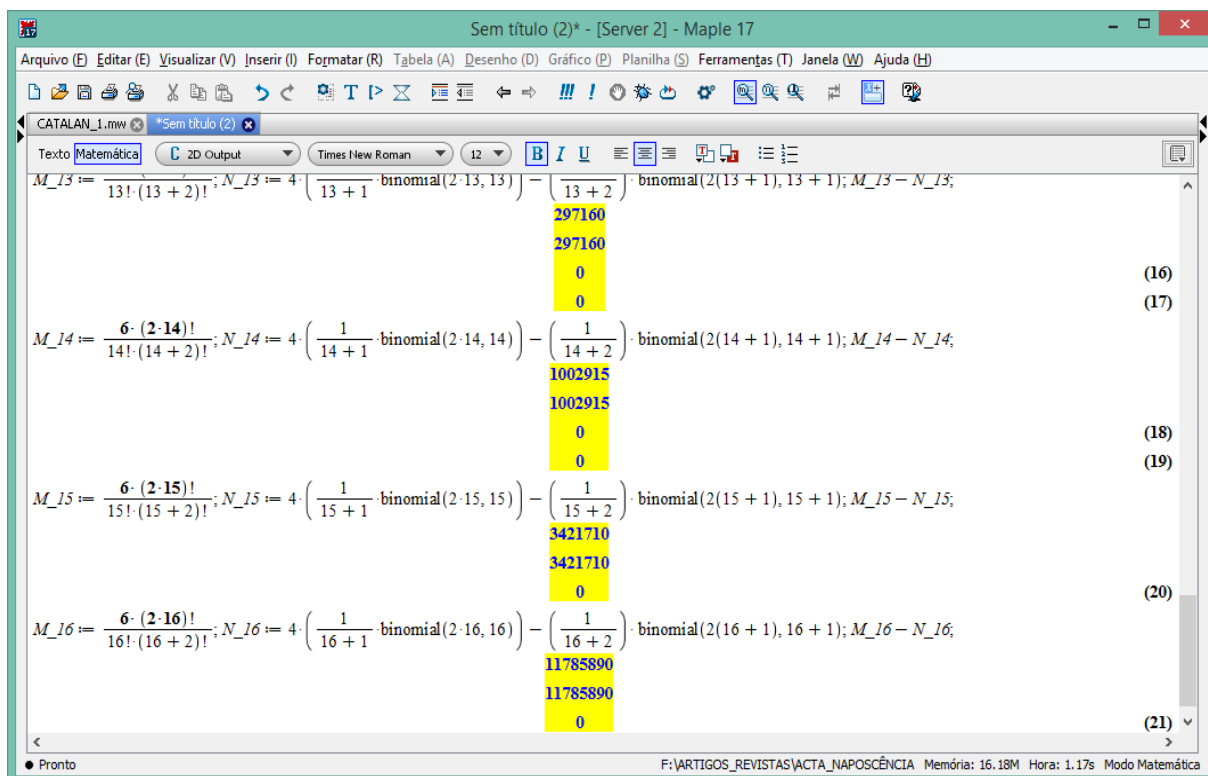 Sem título (2)* - [Server 2] - Maple 17
Arquivo (F) Editar (E) Visualizar (V) Inserir (I) Formatar (R) Tabela (A) Desenho (D) Gráfico (P) Planilha (S) Ferramentas (T) Janela (W) Ajuda (H)
CATALAN_1.mw *Sem título (2)
Texto Matemática C 2D Output Times New Roman 12 B I U
M_13 := 13!·(13 + 2)! ; N_13 := 4·( 13 + 1 ·binomial(2·13, 13) ) − ( 13 + 2 )·binomial(2(13 + 1), 13 + 1); M_13 − N_13;
297160
297160
0 (16)
0 (17)
M_14 := 6·(2·14)! / 14!·(14 + 2)! ; N_14 := 4·( 1 / 14 + 1 ·binomial(2·14, 14) ) − ( 1 / 14 + 2 )·binomial(2(14 + 1), 14 + 1); M_14 − N_14;
1002915
1002915
0 (18)
0 (19)
M_15 := 6·(2·15)! / 15!·(15 + 2)! ; N_15 := 4·( 1 / 15 + 1 ·binomial(2·15, 15) ) − ( 1 / 15 + 2 )·binomial(2(15 + 1), 15 + 1); M_15 − N_15;
3421710
3421710
0 (20)
M_16 := 6·(2·16)! / 16!·(16 + 2)! ; N_16 := 4·( 1 / 16 + 1 ·binomial(2·16, 16) ) − ( 1 / 16 + 2 )·binomial(2(16 + 1), 16 + 1); M_16 − N_16;
11785890
11785890
0 (21)
Pronto F:\ARTIGOS_REVISTAS\ACTA_NAPOSCÊNCIA Memória: 16.18M Hora: 1.17s Modo Matemática